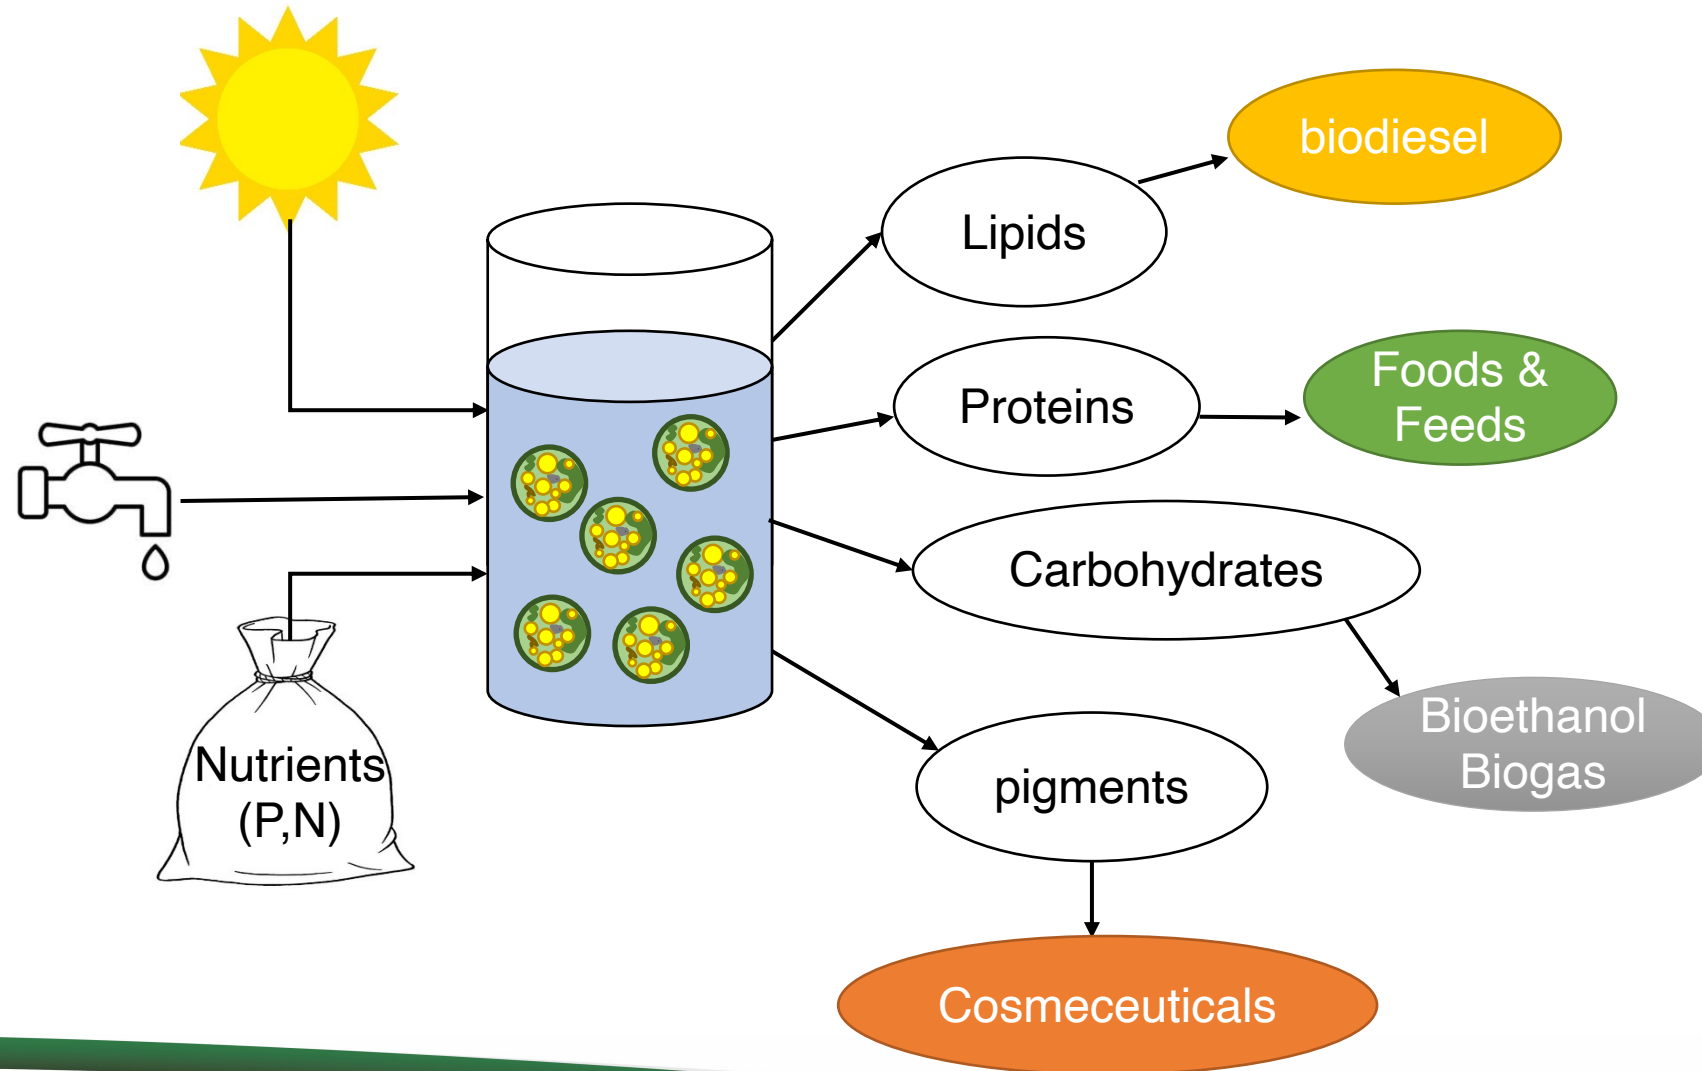 biodiesel
Lipids
Foods &
Feeds
Proteins
Carbohydrates
Bioethanol
Biogas
Nutrients
(P,N)
pigments
Cosmeceuticals